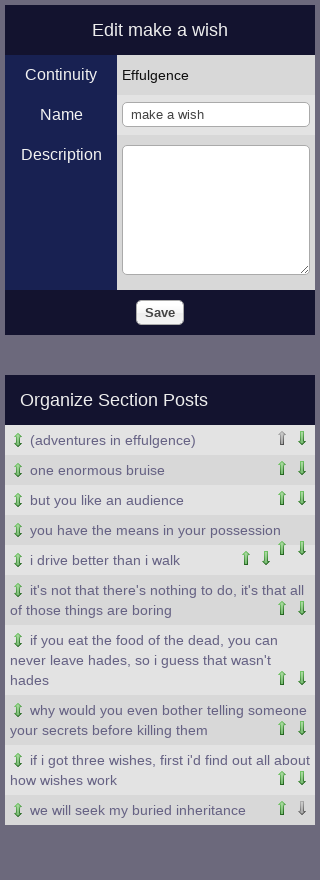 Edit make a wish
Continuity
Effulgence
Name
make a wish
Description
Save
Organize Section Posts
(adventures in effulgence)
one enormous bruise
but you like an audience
you have the means in your possession
i drive better than i walk
it's not that there's nothing to do, it's that all
of those things are boring
if you eat the food of the dead, you can
never leave hades, so i guess that wasn't
hades
why would you even bother telling someone
your secrets before killing them
if i got three wishes, first i'd find out all about
how wishes work
we will seek my buried inheritance